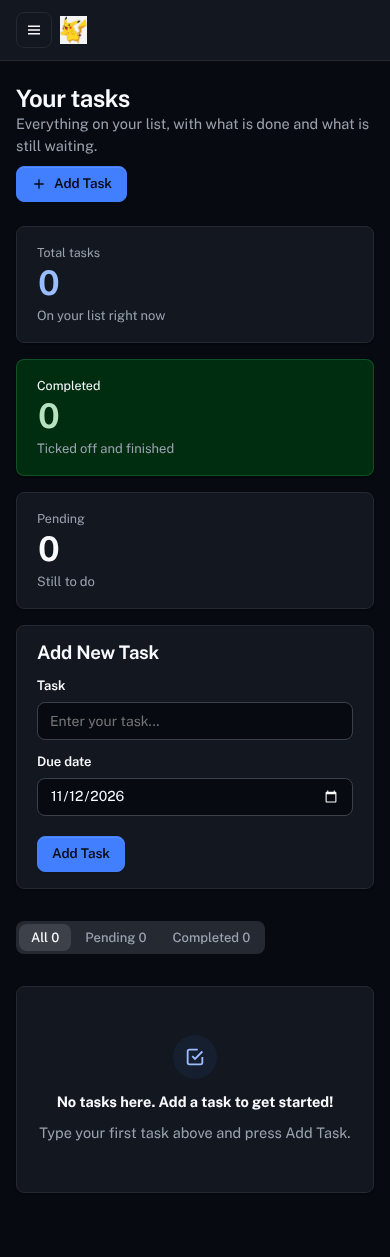 Your tasks
Everything on your list, with what is done and what is
still waiting.
Add Task
Total tasks
0
On your list right now
Completed
0
Ticked off and finished
Pending
0
Still to do
Add New Task
Task
Enter your task...
Due date
11/12/2026
Add Task
All 0 Pending 0 Completed 0
No tasks here. Add a task to get started!
Type your first task above and press Add Task.